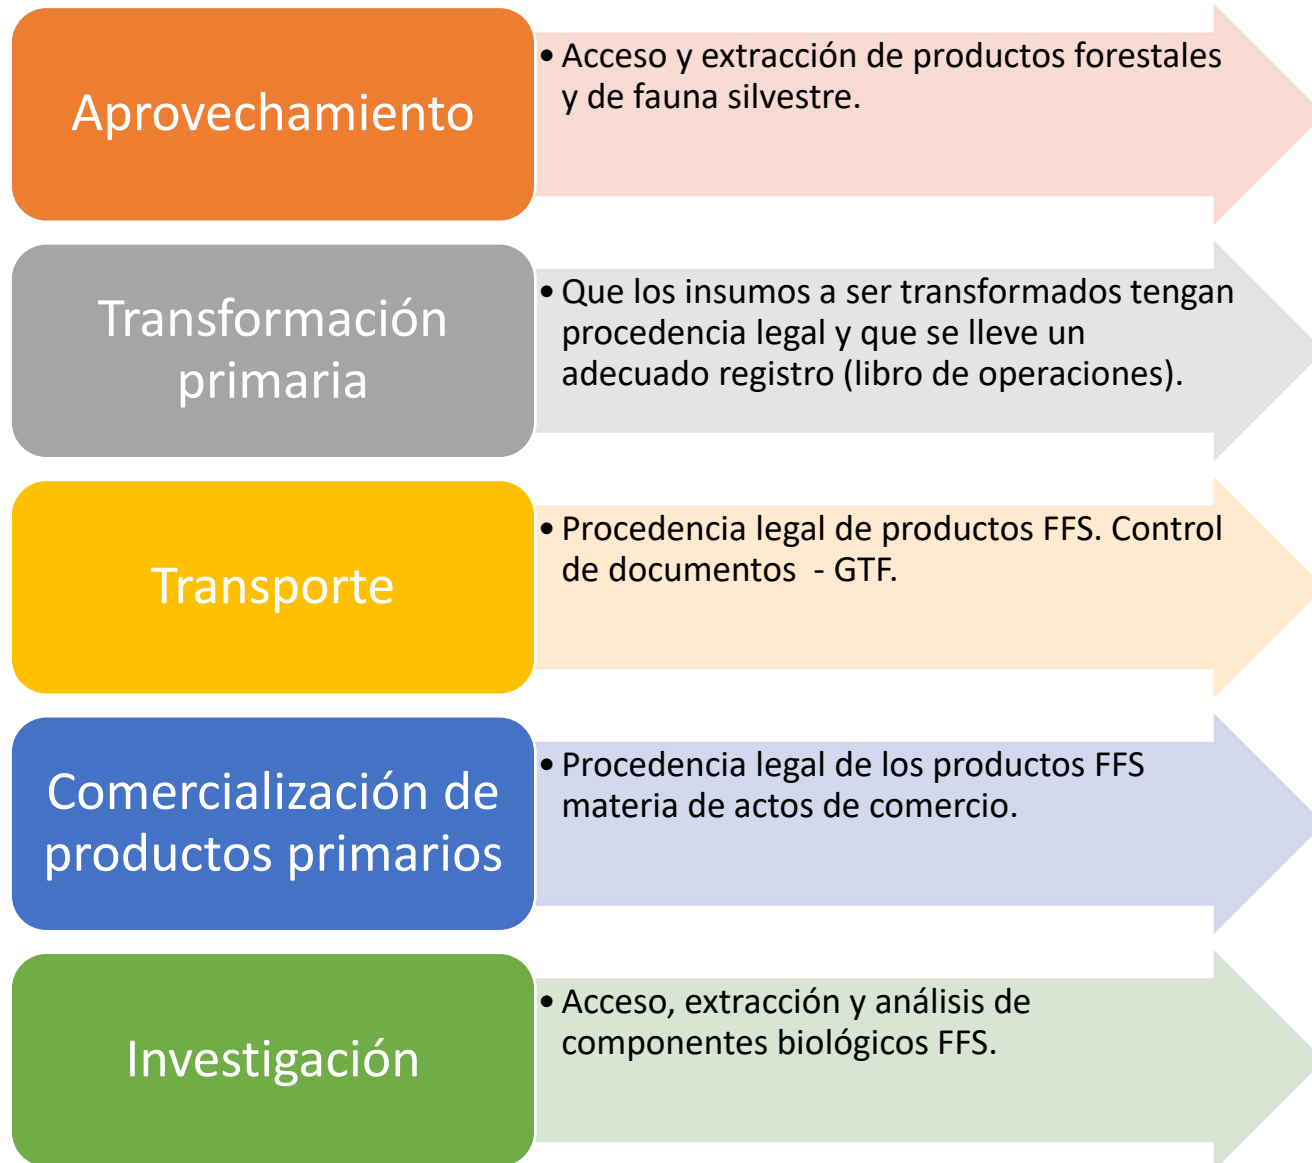 Aprovechamiento
• Acceso y extracción de productos forestales
y de fauna silvestre.
Transformación
primaria
• Que los insumos a ser transformados tengan
procedencia legal y que se lleve un
adecuado registro (libro de operaciones).
Transporte
• Procedencia legal de productos FFS. Control
de documentos  - GTF.
Comercialización de
productos primarios
• Procedencia legal de los productos FFS
materia de actos de comercio.
Investigación
• Acceso, extracción y análisis de
componentes biológicos FFS.